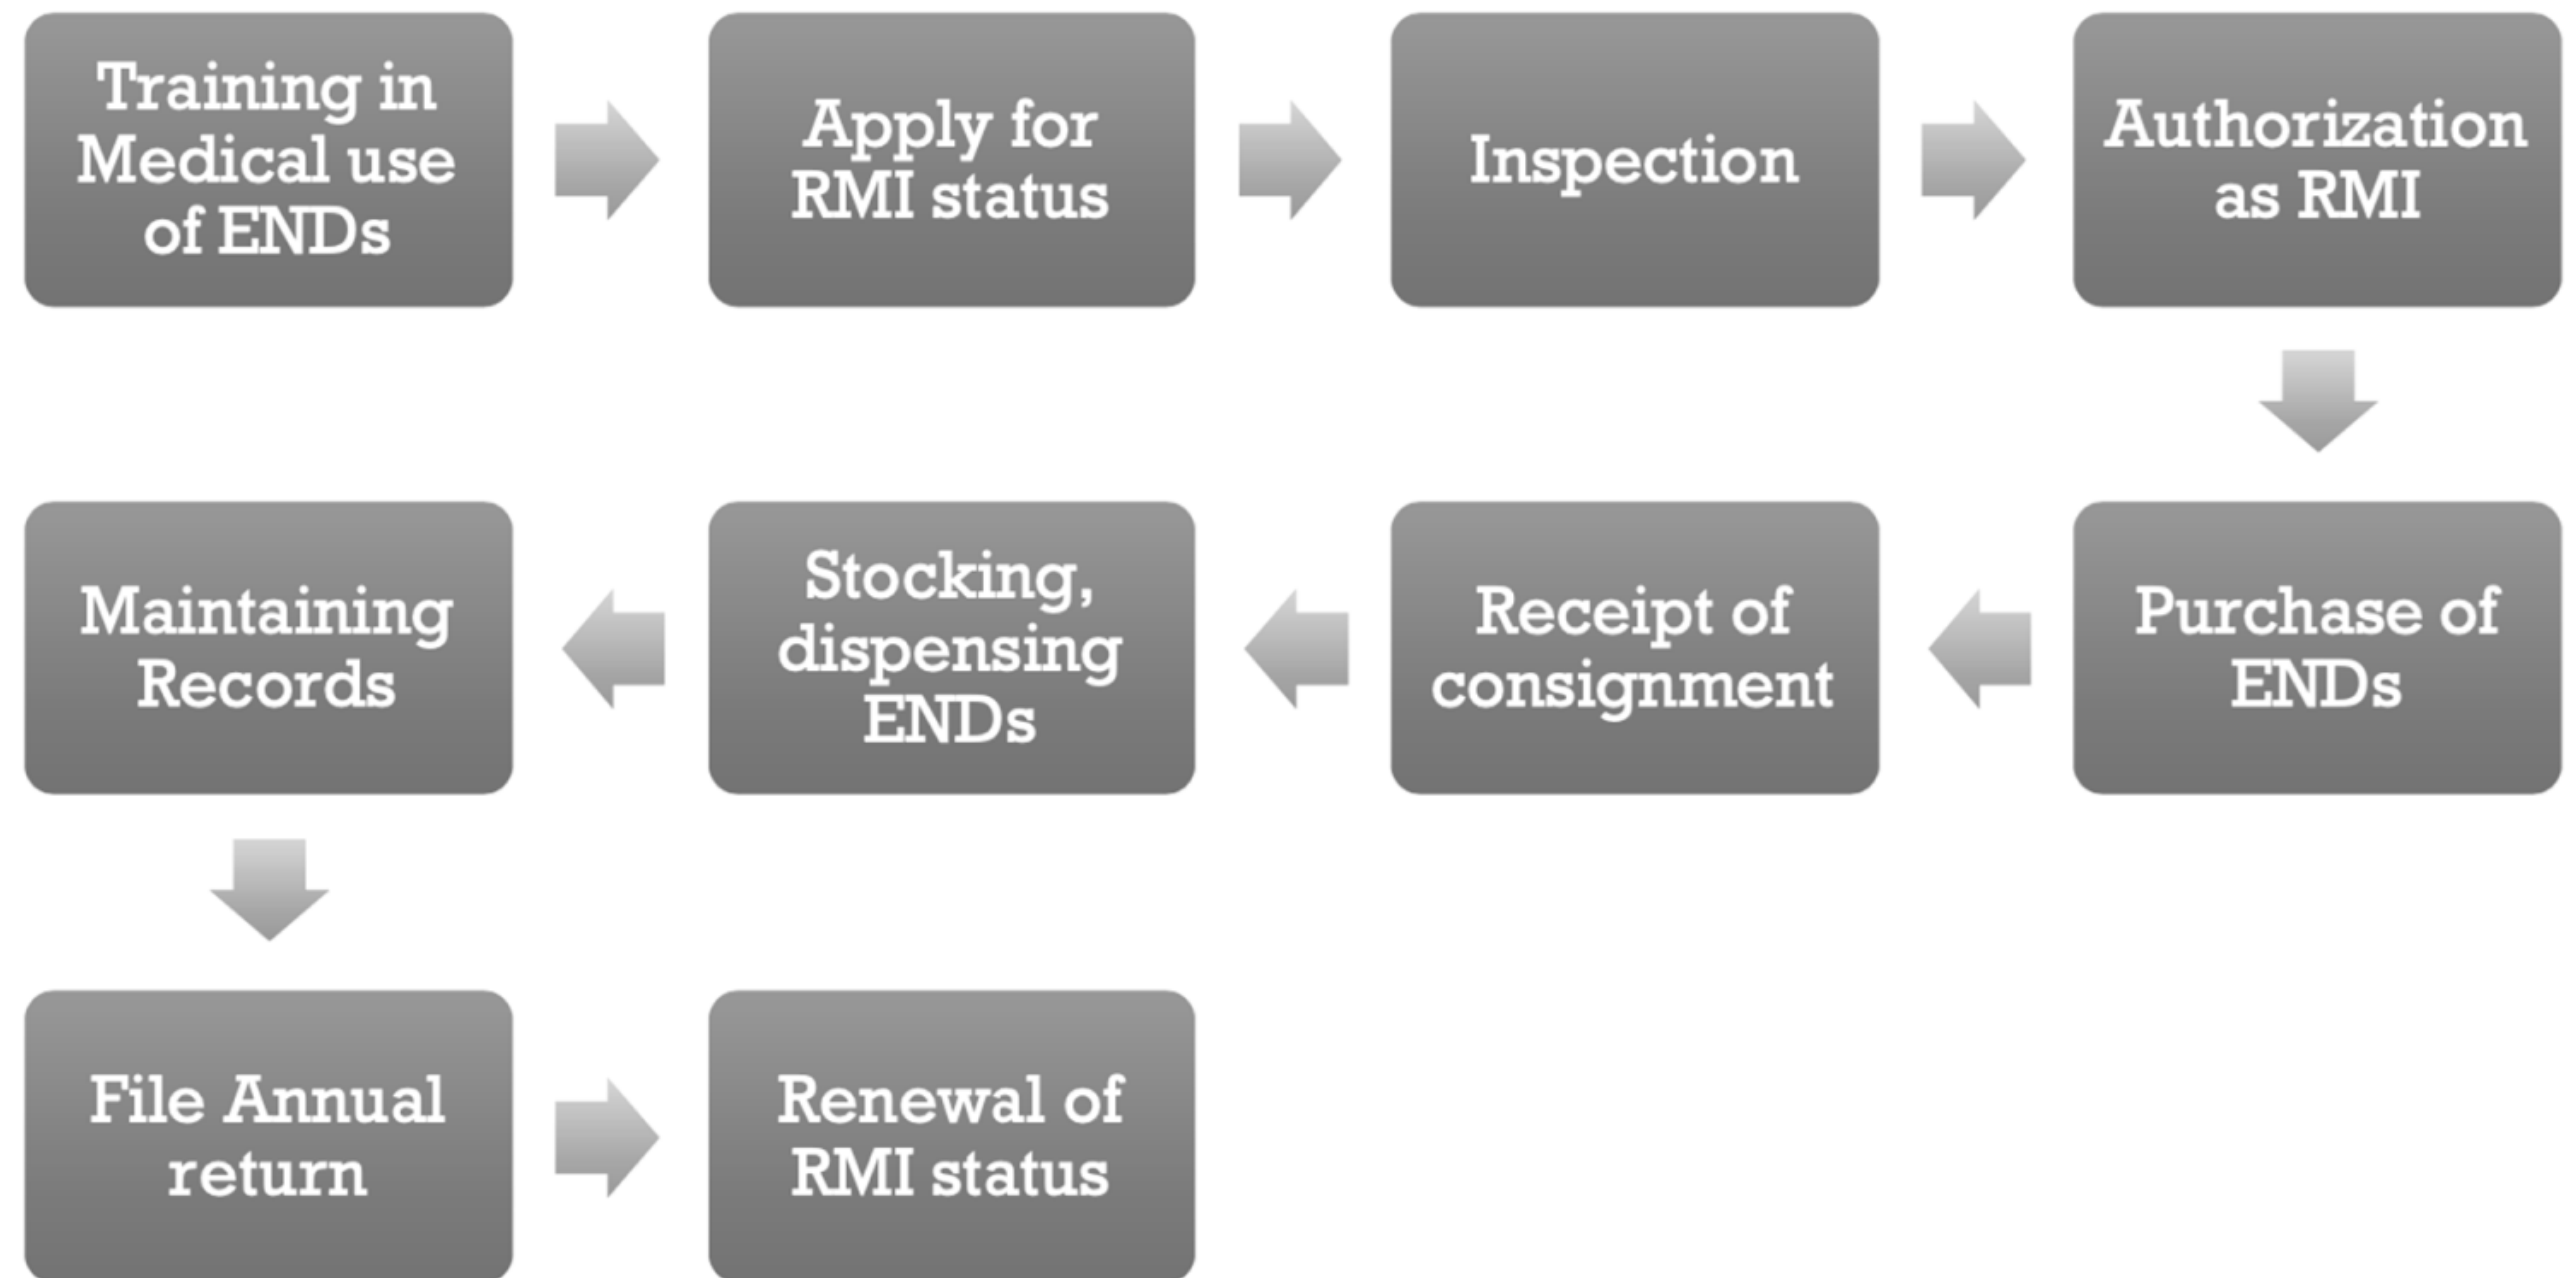 Training in
Medical use
of ENDs
Apply for
RMI status
Inspection
Authorization
as RMI
Purchase of
ENDs
Receipt of
consignment
Stocking,
dispensing
ENDs
Maintaining
Records
File Annual
return
Renewal of
RMI status